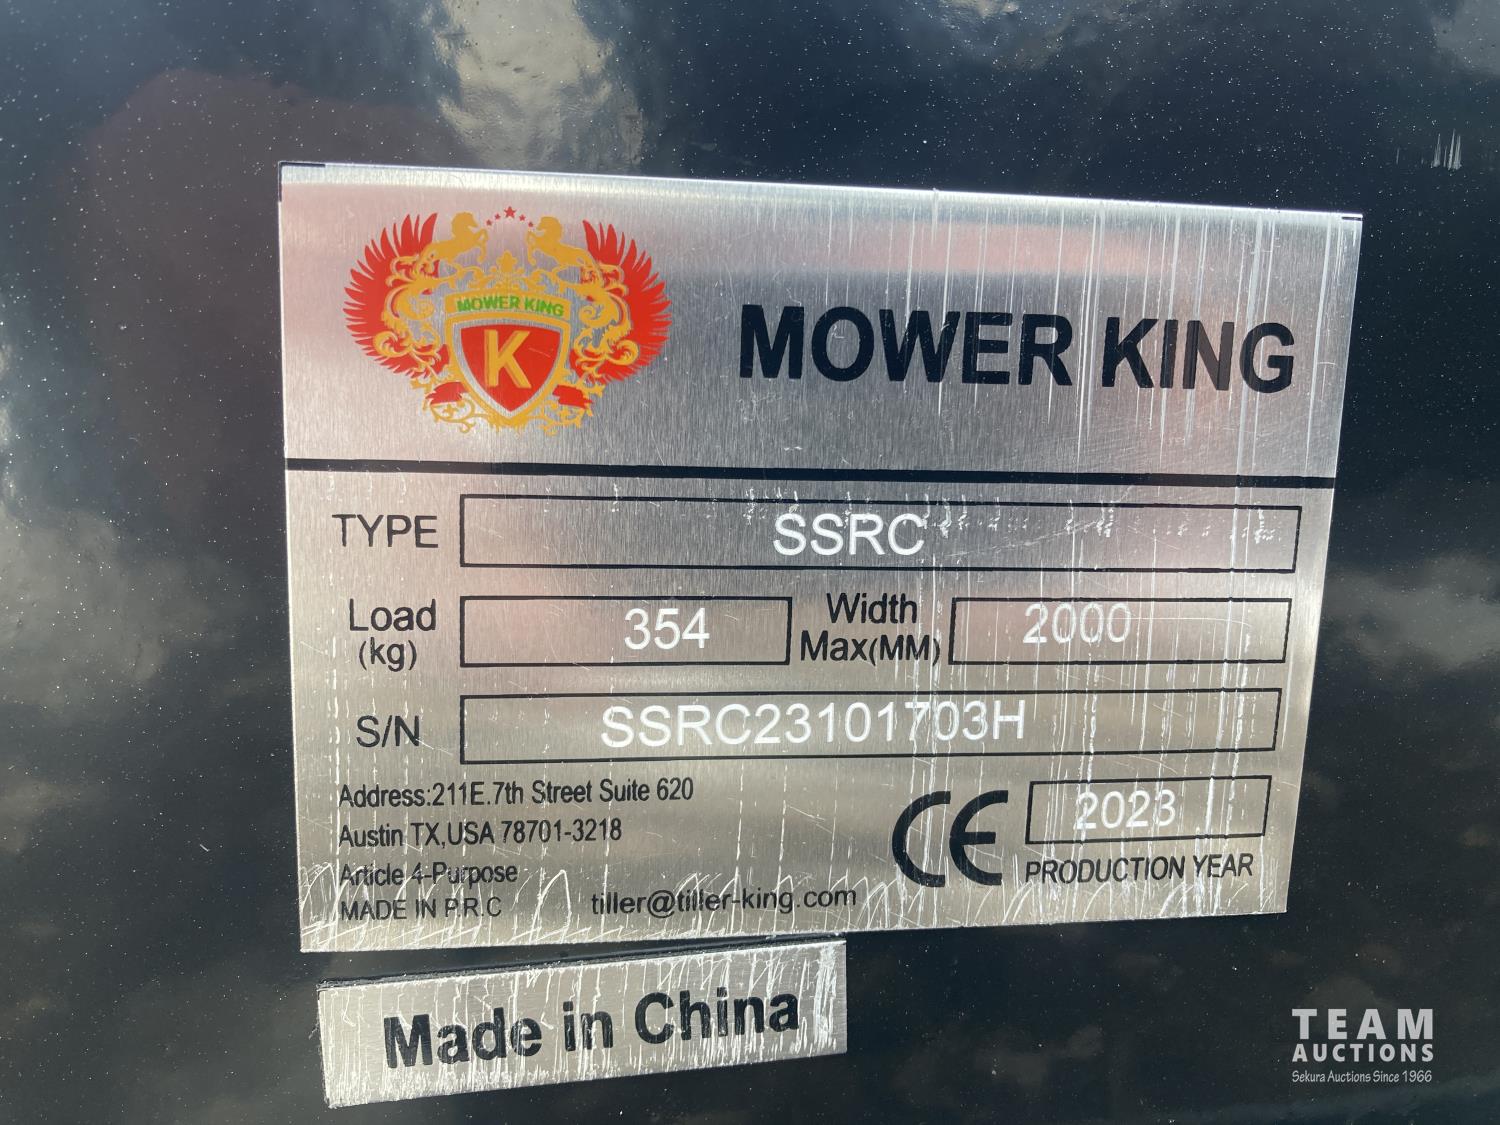 MOWER KING
K
MOWER KING
TYPE SSRC
Load (kg) 354 Width Max(MM) 2000
S/N SSRC23101703H
Address:211E.7th Street Suite 620
Austin TX,USA 78701-3218
Article 4-Purpose
MADE IN P.R.C tiller@tiller-king.com
CE 2023
PRODUCTION YEAR
Made in China
TEAM
AUCTIONS
Sekura Auctions Since 1966